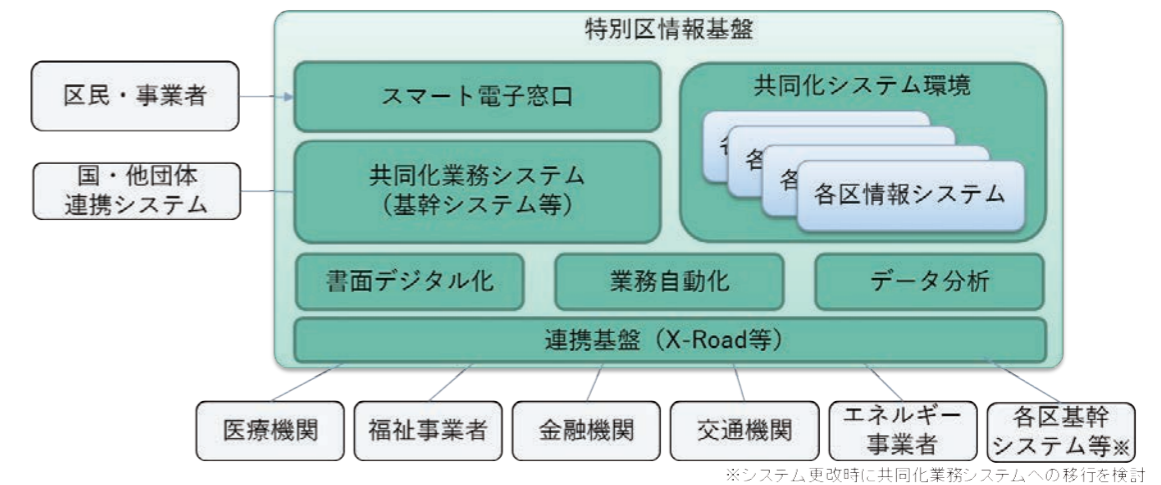 特別区情報基盤
区民・事業者
スマート電子窓口
共同化システム環境
各
各
各
各区情報システム
国・他団体
連携システム
共同化業務システム
（基幹システム等）
書面デジタル化
業務自動化
データ分析
連携基盤（X-Road等）
医療機関
福祉事業者
金融機関
交通機関
エネルギー
事業者
各区基幹
システム等※
※システム更改時に共同化業務システムへの移行を検討